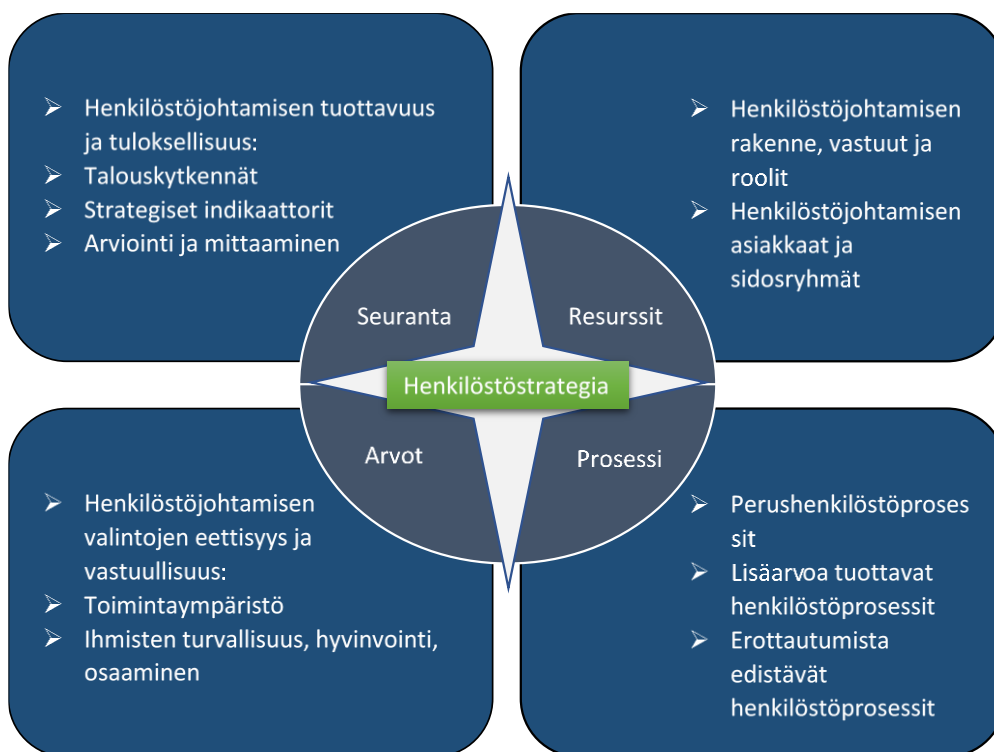 ➢ Henkilöstöjohtamisen tuottavuus
ja tuloksellisuus:
➢ Talouskytkennät
➢ Strategiset indikaattorit
➢ Arviointi ja mittaaminen
➢ Henkilöstöjohtamisen
rakenne, vastuut ja
roolit
➢ Henkilöstöjohtamisen
asiakkaat ja
sidosryhmät
Seuranta
Resurssit
Henkilöstöstrategia
Arvot
Prosessi
➢ Henkilöstöjohtamisen
valintojen eettisyys ja
vastuullisuus:
➢ Toimintaympäristö
➢ Ihmisten turvallisuus, hyvinvointi,
osaaminen
➢ Perushenkilöstöproses
sit
➢ Lisäarvoa tuottavat
henkilöstöprosessit
➢ Erottautumista
edistävät
henkilöstöprosessit